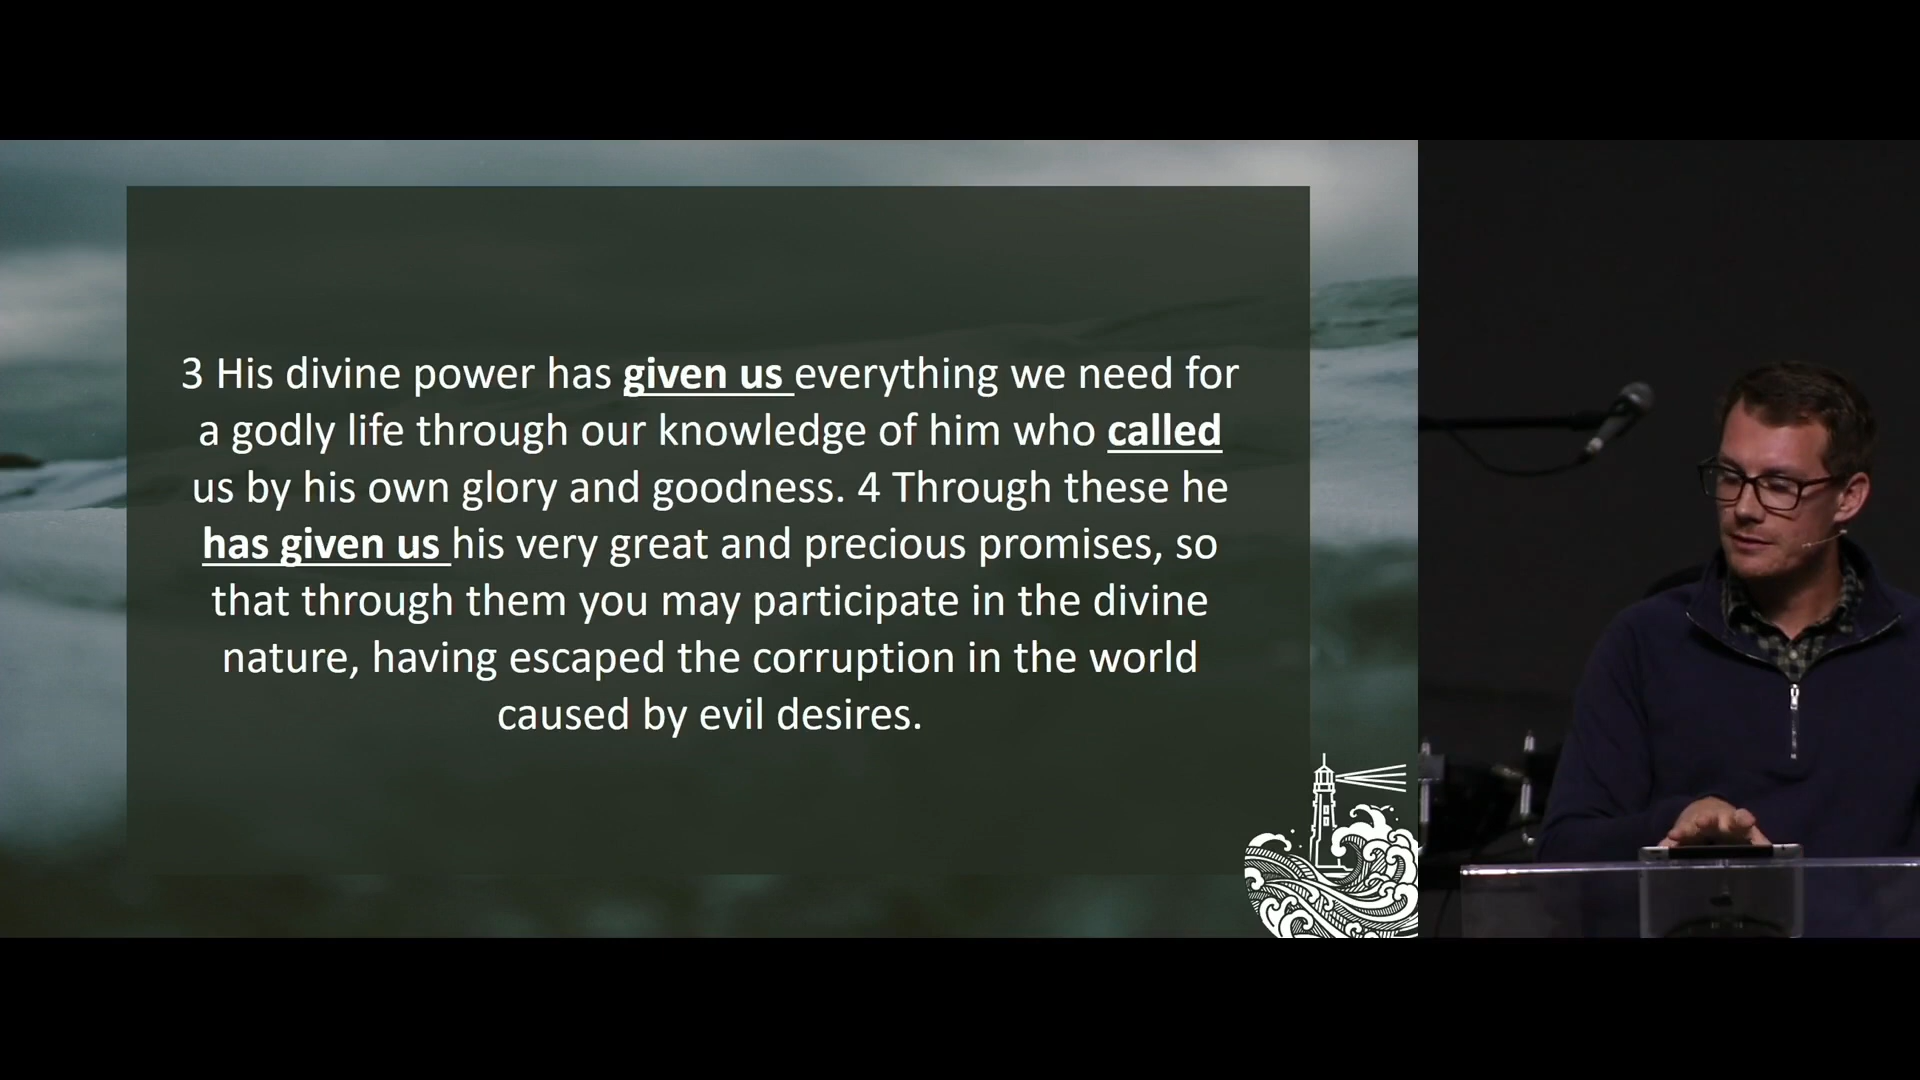 3 His divine power has given us everything we need for
a godly life through our knowledge of him who called
us by his own glory and goodness. 4 Through these he
has given us his very great and precious promises, so
that through them you may participate in the divine
nature, having escaped the corruption in the world
caused by evil desires.